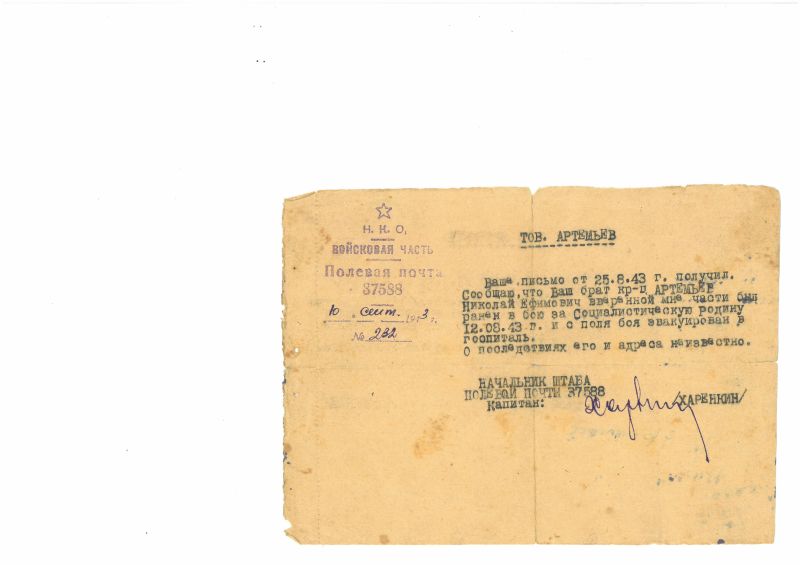 Н. К. О.
ВОЙСКОВАЯ ЧАСТЬ
Полевая почта
37588
10 . сент. 1943 г.
№ 232
ТОВ. АРТЕМЬЕВ
Ваше письмо от 25.8.43 г. получил.
Сообщаю, что Ваш брат кр-ц АРТЕМЬЕВ
Николай Ефимович вверенной мне части был
ранен в бою за Социалистическую родину
12.08.43 г. и с поля боя эвакуирован в
госпиталь.
О последствиях его и адреса неизвестно.
НАЧАЛЬНИК ШТАБА
ПОЛЕВОЙ ПОЧТЫ 37588
Капитан: /ХАРЕНКИН/